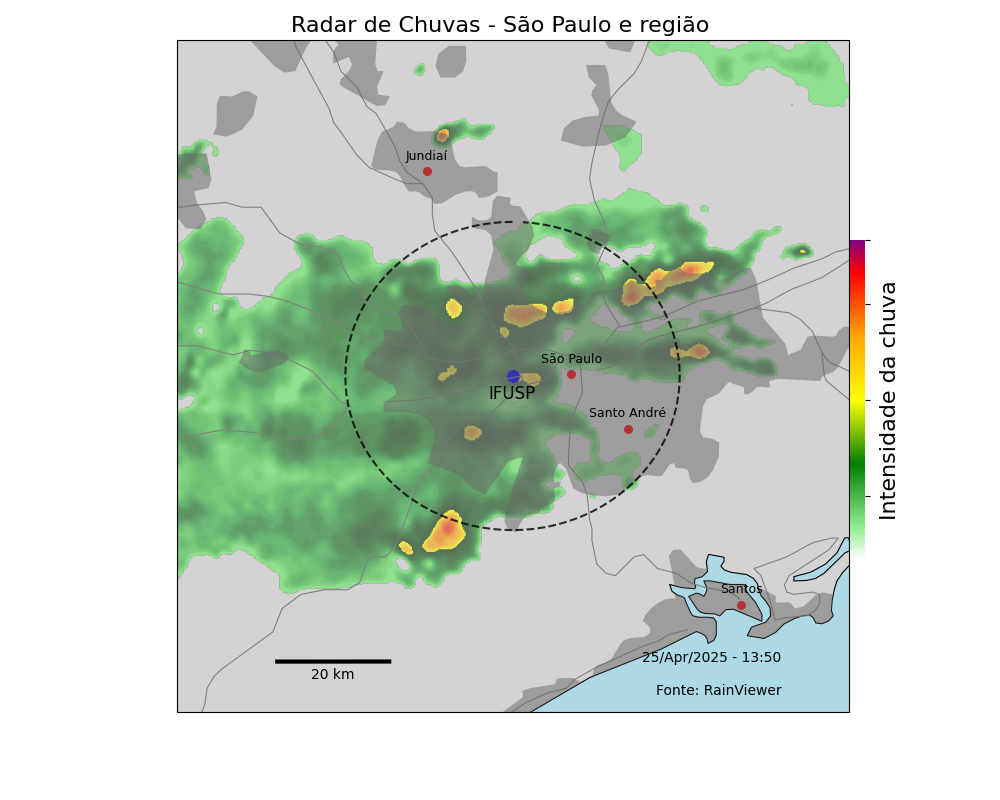 Radar de Chuvas - São Paulo e região
Jundiaí
São Paulo
IFUSP
Santo André
Intensidade da chuva
Santos
25/Apr/2025 - 13:50
20 km
Fonte: RainViewer